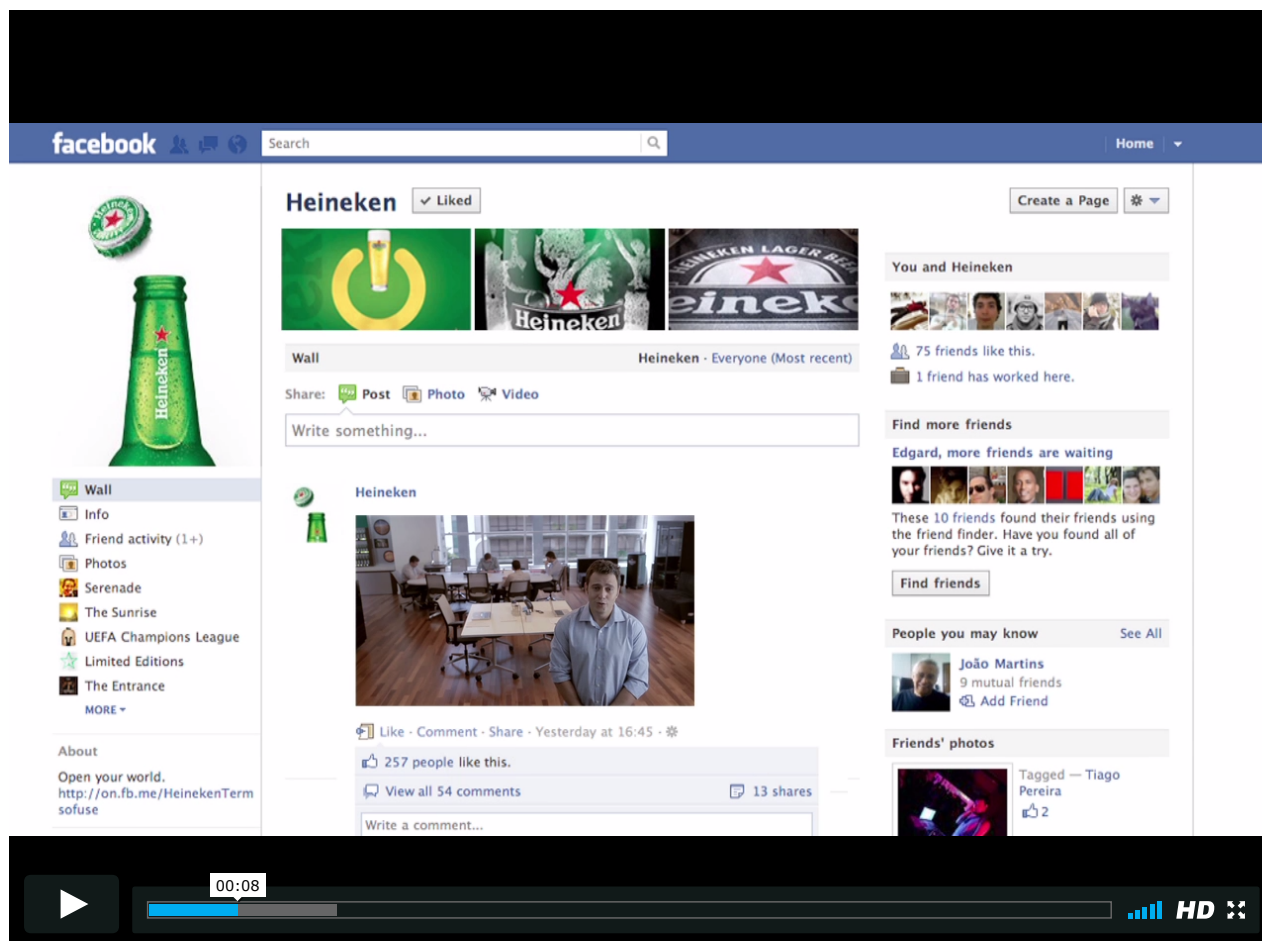 facebook
Search
Home
Heineken
Liked
Create a Page
Heineken
Heineken
Heineken
HEINEKEN LAGER BEER
eineke
Wall
Heineken · Everyone (Most recent)
Share: Post Photo Video
Write something...
Wall
Info
Friend activity (1+)
Photos
Serenade
The Sunrise
UEFA Champions League
Limited Editions
The Entrance
MORE
About
Open your world.
http://on.fb.me/HeinekenTerm
sofuse
Heineken
Like · Comment · Share · Yesterday at 16:45 ·
257 people like this.
View all 54 comments
13 shares
Write a comment...
You and Heineken
75 friends like this.
1 friend has worked here.
Find more friends
Edgard, more friends are waiting
These 10 friends found their friends using
the friend finder. Have you found all of
your friends? Give it a try.
Find friends
People you may know See All
João Martins
9 mutual friends
Add Friend
Friends' photos
Tagged — Tiago
Pereira
2
00:08
HD